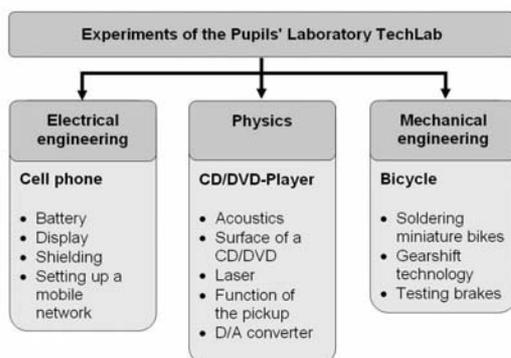 Experiments of the Pupils' Laboratory TechLab
Electrical
engineering
Cell phone
• Battery
• Display
• Shielding
• Setting up a
mobile
network
Physics
CD/DVD-Player
• Acoustics
• Surface of a
CD/DVD
• Laser
• Function of
the pickup
• D/A converter
Mechanical
engineering
Bicycle
• Soldering
miniature bikes
• Gearshift
technology
• Testing brakes